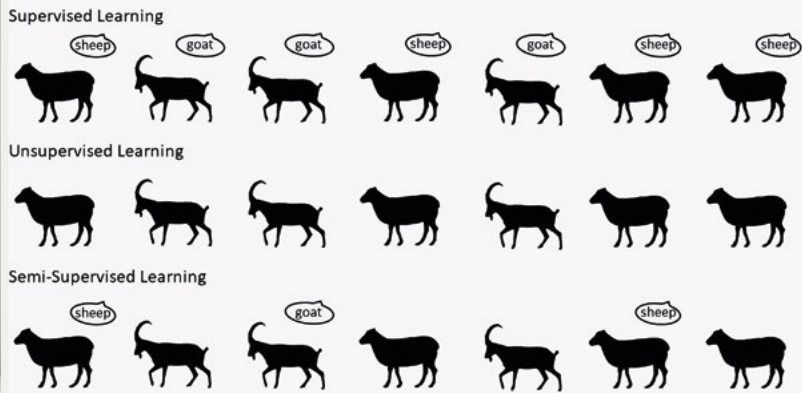 Supervised Learning
sheep goat goat sheep goat sheep sheep
Unsupervised Learning
Semi-Supervised Learning
sheep goat sheep